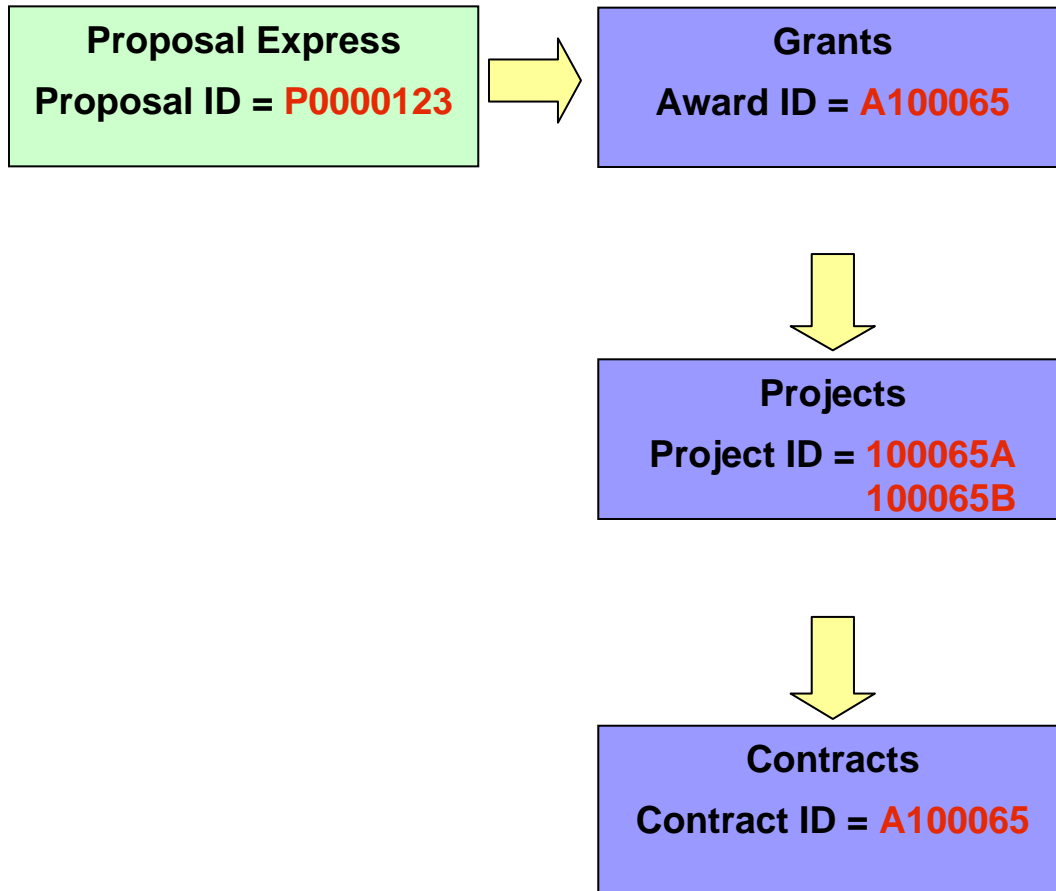 Proposal Express
Proposal ID = P0000123
Grants
Award ID = A100065
Projects
Project ID = 100065A
100065B
Contracts
Contract ID = A100065